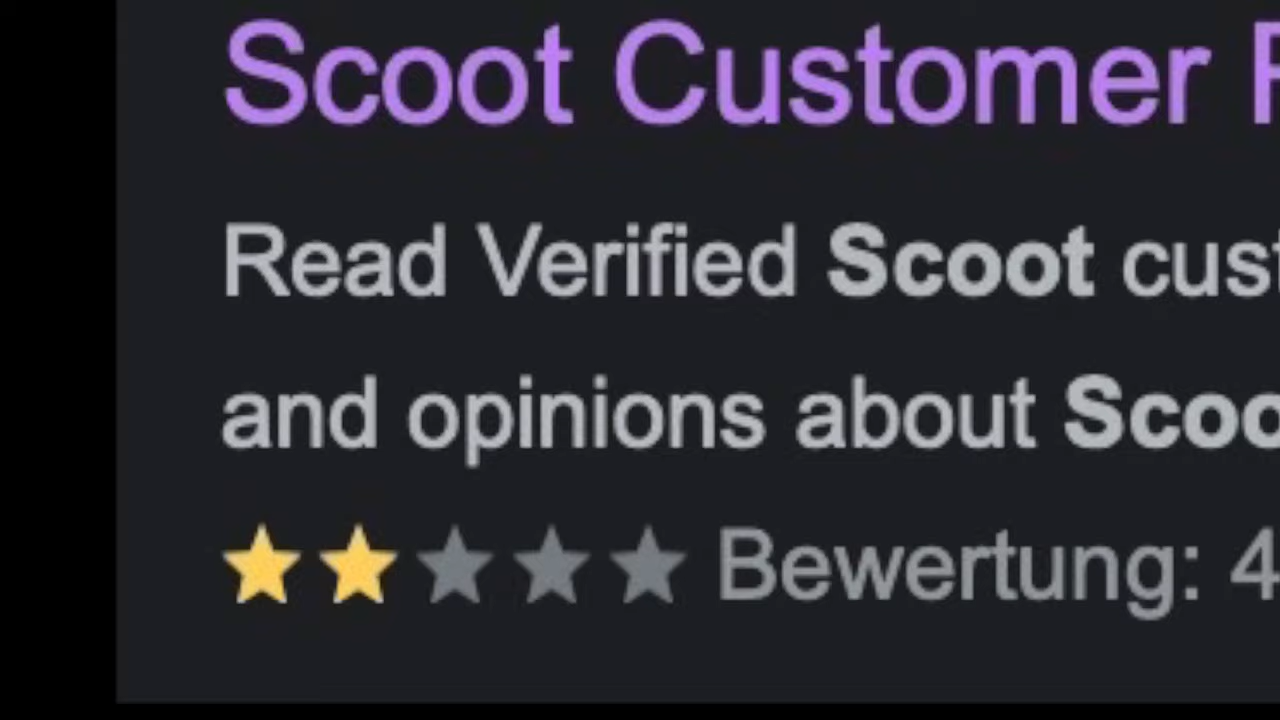 Scoot Customer
Read Verified Scoot
and opinions about
Bewertung: 4